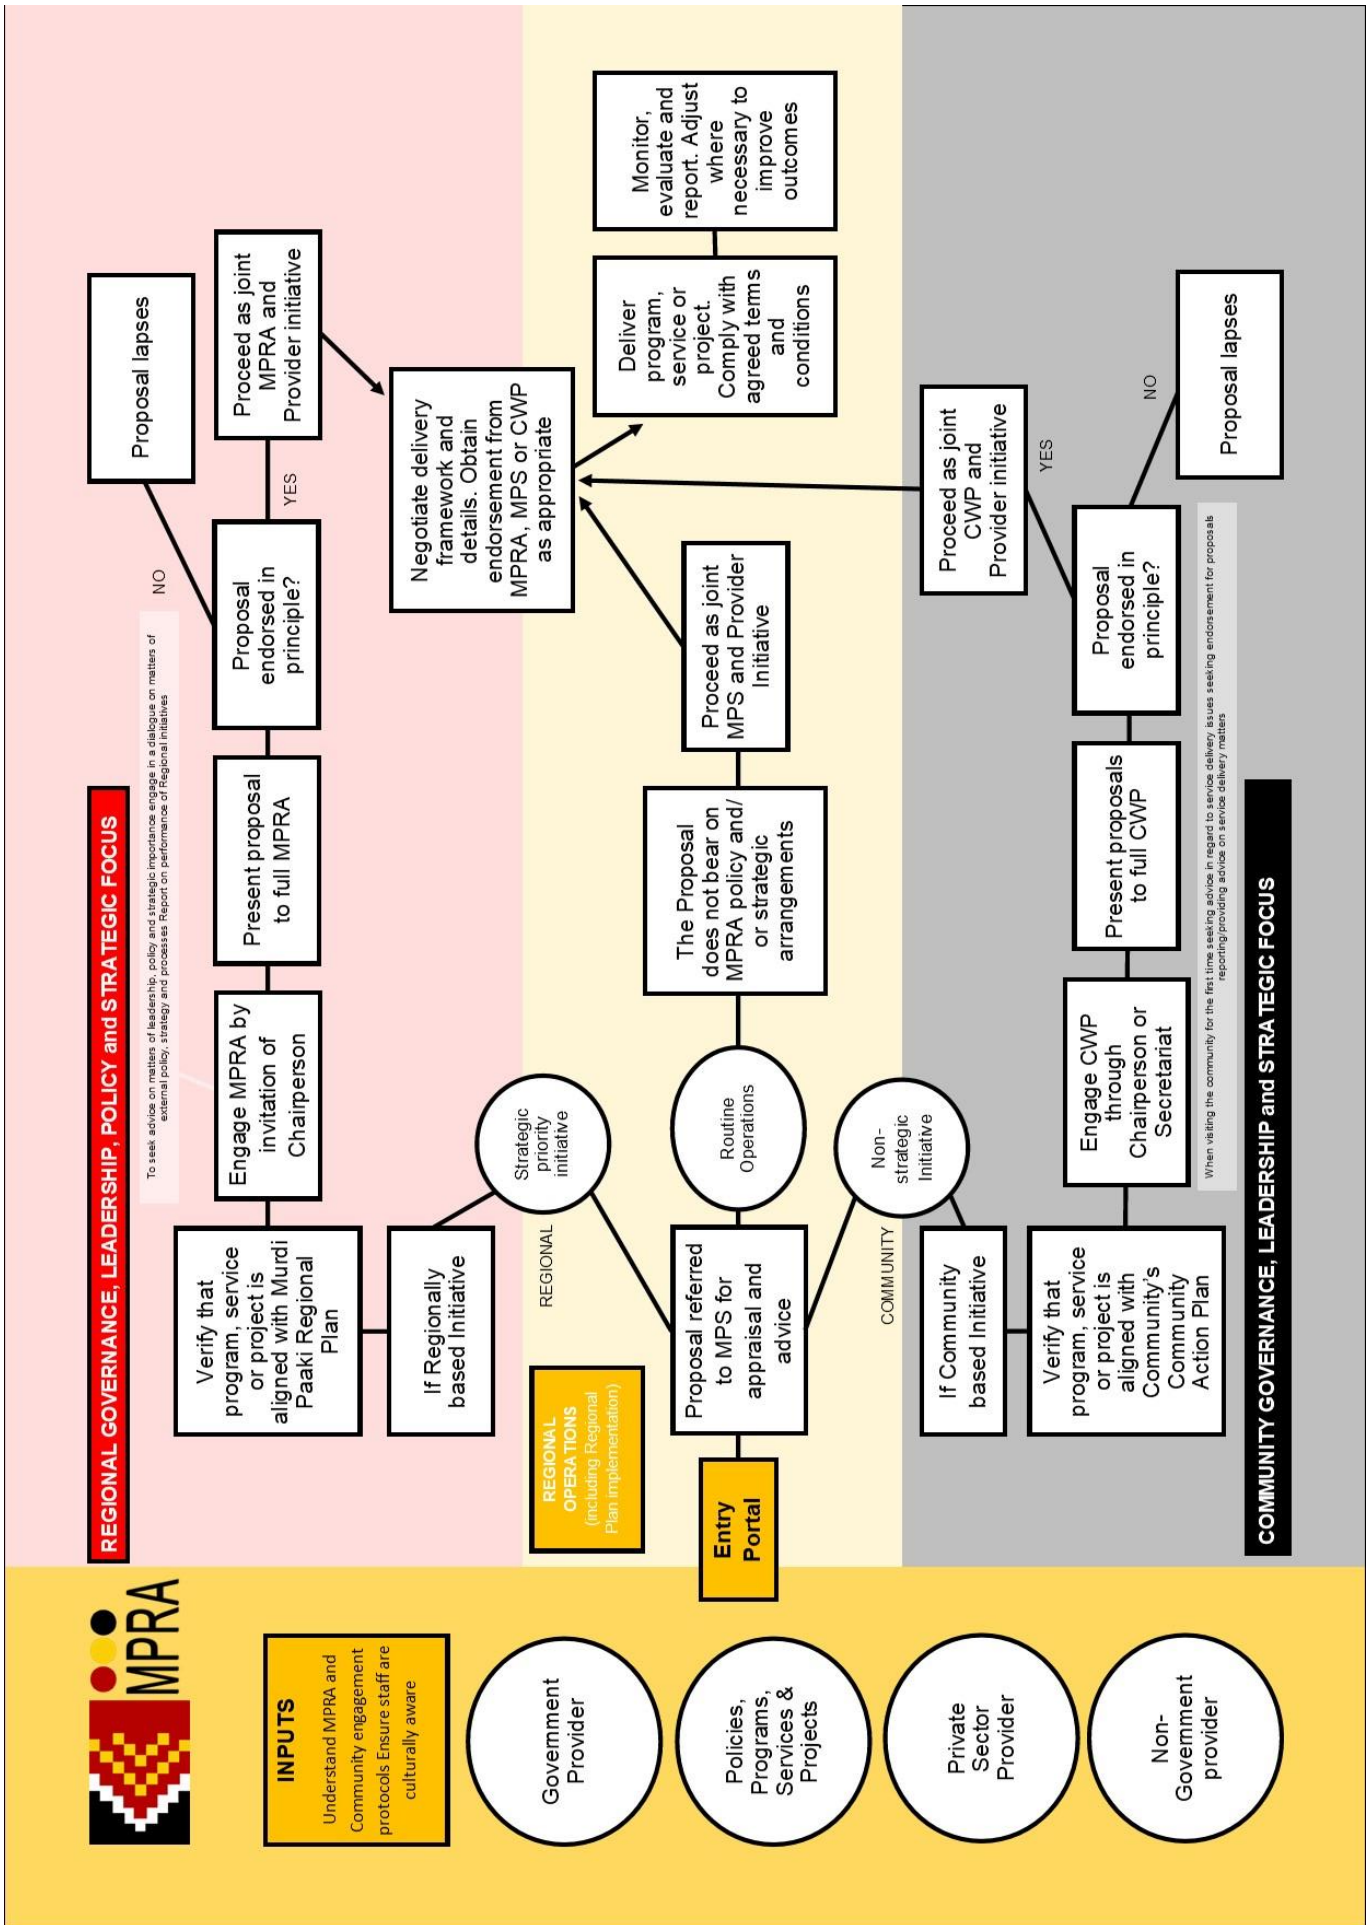 MPRA
INPUTS
Understand MPRA and
Community engagement
protocols Ensure staff are
culturally aware
Government
Provider
Policies,
Programs,
Services &
Projects
Private
Sector
Provider
Non-
Government
provider
REGIONAL GOVERNANCE, LEADERSHIP, POLICY and STRATEGIC FOCUS
To seek advice on matters of leadership, policy and strategic importance engage in a dialogue on matters of
external policy, strategy and processes Report on performance of Regional initiatives
Verify that
program, service
or project is
aligned with Murdi
Paaki Regional
Plan
Engage MPRA by
invitation of
Chairperson
Present proposal
to full MPRA
Proposal
endorsed in
principle?
NO
Proposal lapses
YES
Proceed as joint
MPRA and
Provider initiative
If Regionally
based Initiative
Negotiate delivery
framework and
details. Obtain
endorsement from
MPRA, MPS or CWP
as appropriate
REGIONAL
OPERATIONS
(including Regional
Plan implementation)
REGIONAL
Strategic
priority
initiative
Entry
Portal
Proposal referred
to MPS for
appraisal and
advice
Routine
Operations
The Proposal
does not bear on
MPRA policy and/
or strategic
arrangements
Proceed as joint
MPS and Provider
Initiative
Deliver
program,
service or
project.
Comply with
agreed terms
and
conditions
Monitor,
evaluate and
report. Adjust
where
necessary to
improve
outcomes
COMMUNITY
Non-
strategic
Initiative
If Community
based Initiative
Proceed as joint
CWP and
Provider initiative
YES
Verify that
program, service
or project is
aligned with
Community's
Community
Action Plan
Engage CWP
through
Chairperson or
Secretariat
Present proposals
to full CWP
Proposal
endorsed in
principle?
NO
Proposal lapses
When visiting the community for the first time seeking advice in regard to service delivery issues seeking endorsement for proposals
reporting/providing advice on service delivery matters
COMMUNITY GOVERNANCE, LEADERSHIP and STRATEGIC FOCUS